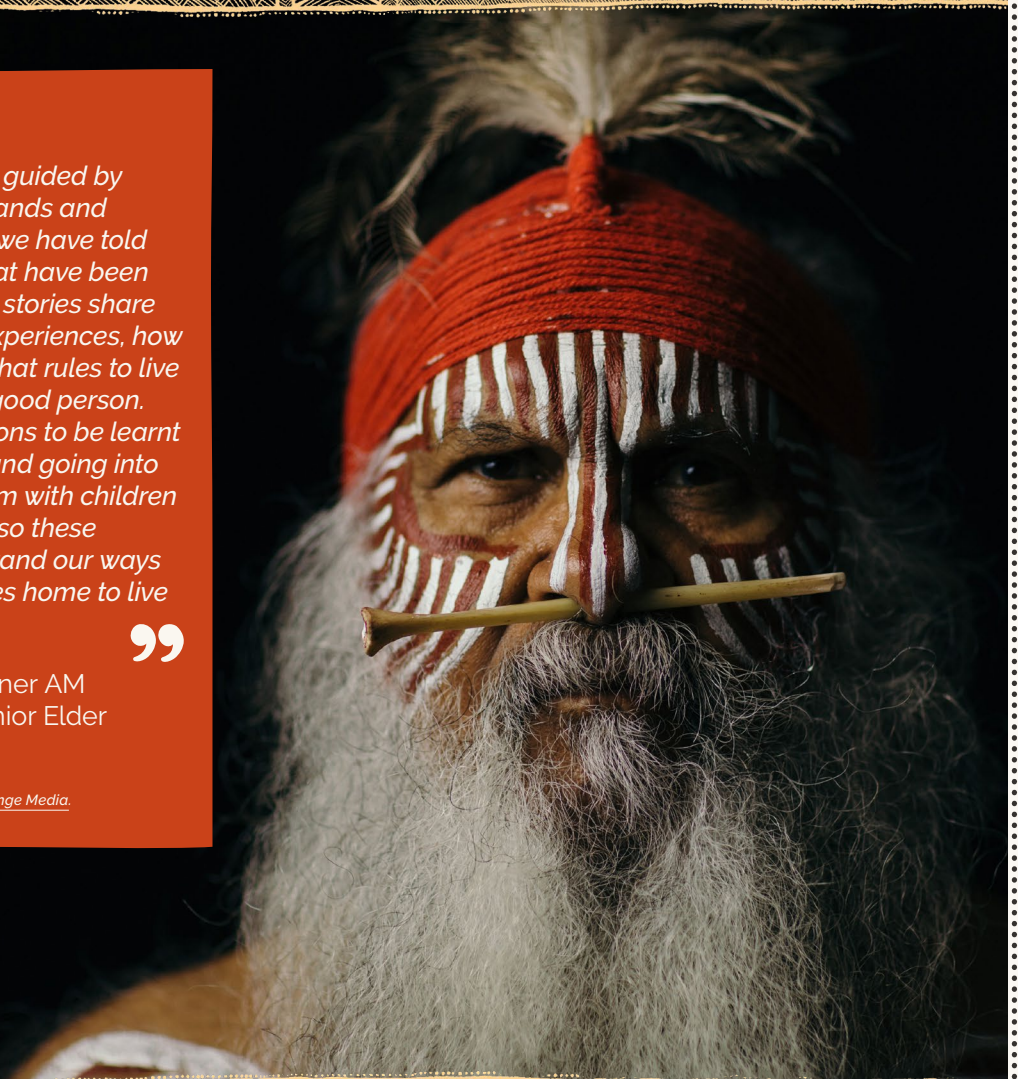 guided by
ands and
we have told
at have been
stories share
xperiences, how
hat rules to live
good person.
ons to be learnt
nd going into
m with children
so these
and our ways
es home to live
”
ner AM
nior Elder
nge Media.